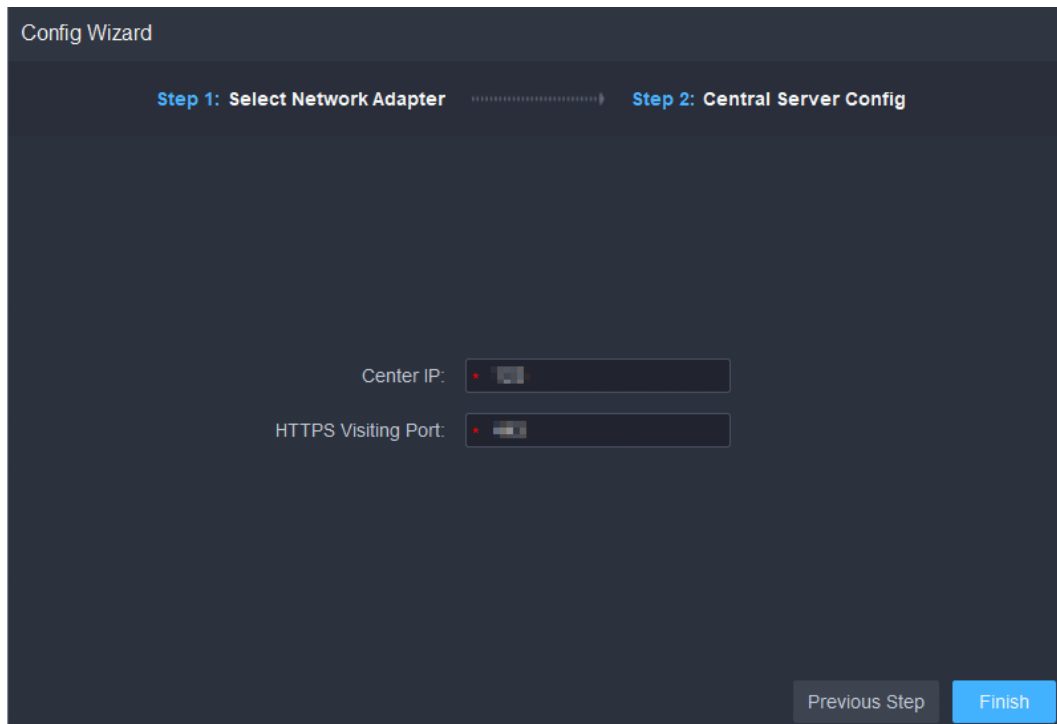 Config Wizard
Step 1: Select Network Adapter Step 2: Central Server Config
Center IP: *
HTTPS Visiting Port: *
Previous Step Finish